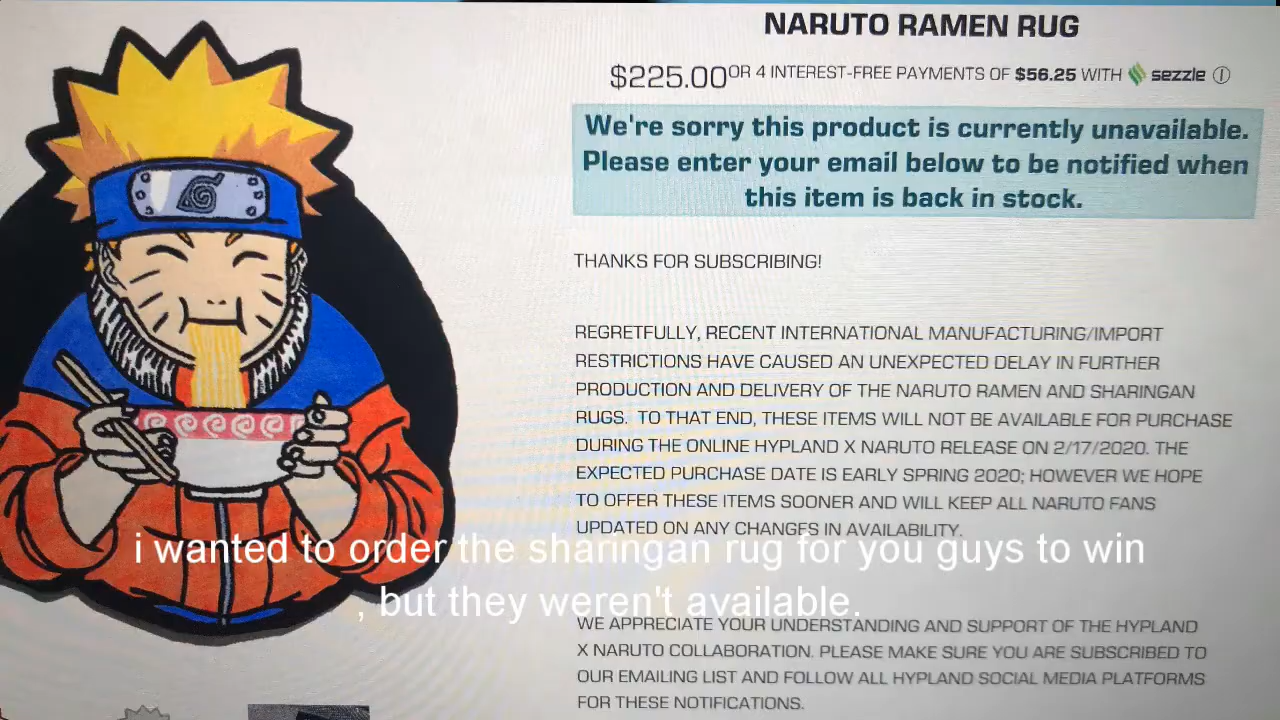 NARUTO RAMEN RUG
$225.00 OR 4 INTEREST-FREE PAYMENTS OF $56.25 WITH sezzle i
We're sorry this product is currently unavailable.
Please enter your email below to be notified when
this item is back in stock.
THANKS FOR SUBSCRIBING!
REGRETFULLY, RECENT INTERNATIONAL MANUFACTURING/IMPORT
RESTRICTIONS HAVE CAUSED AN UNEXPECTED DELAY IN FURTHER
PRODUCTION AND DELIVERY OF THE NARUTO RAMEN AND SHARINGAN
RUGS. TO THAT END, THESE ITEMS WILL NOT BE AVAILABLE FOR PURCHASE
DURING THE ONLINE HYPLAND X NARUTO RELEASE ON 2/17/2020. THE
EXPECTED PURCHASE DATE IS EARLY SPRING 2020; HOWEVER WE HOPE
TO OFFER THESE ITEMS SOONER AND WILL KEEP ALL NARUTO FANS
UPDATED ON ANY CHANGES IN AVAILABILITY.
i wanted to order the sharingan rug for you guys to win
, but they weren't available.
WE APPRECIATE YOUR UNDERSTANDING AND SUPPORT OF THE HYPLAND
X NARUTO COLLABORATION. PLEASE MAKE SURE YOU ARE SUBSCRIBED TO
OUR EMAILING LIST AND FOLLOW ALL HYPLAND SOCIAL MEDIA PLATFORMS
FOR THESE NOTIFICATIONS.